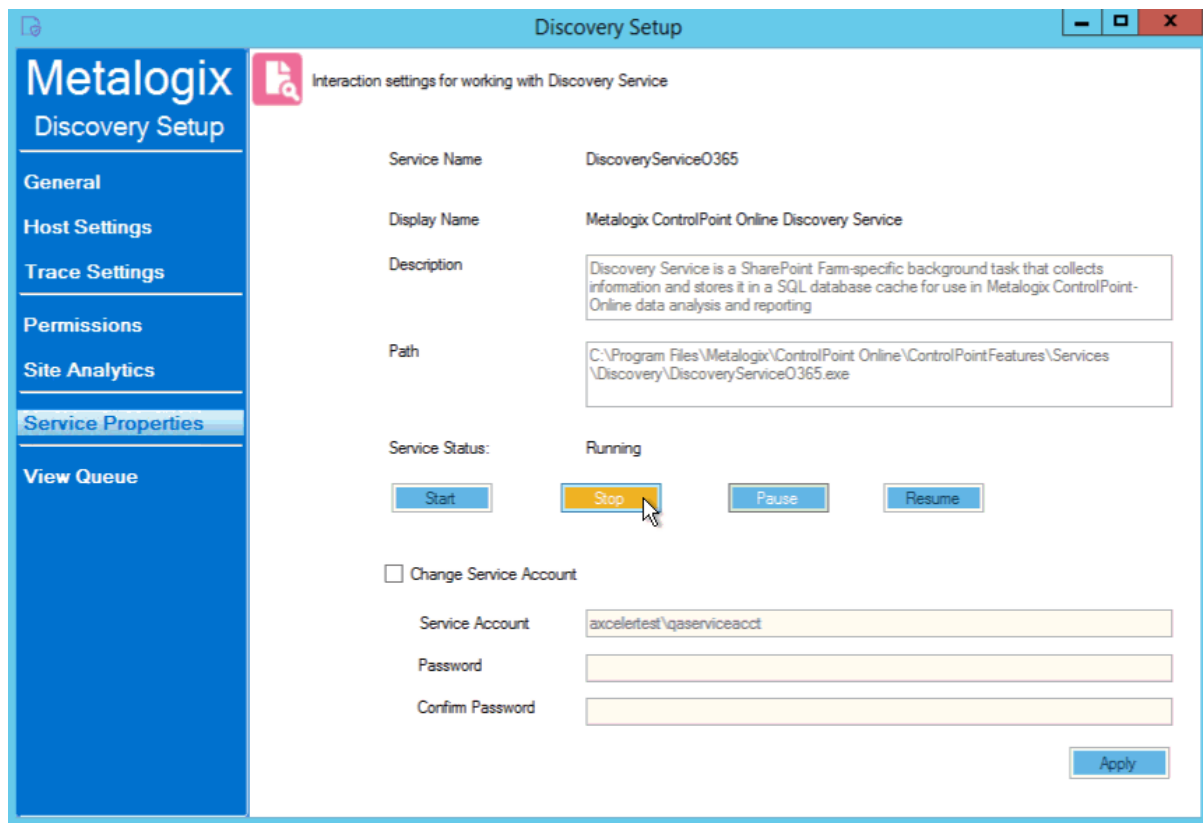 Discovery Setup
Metalogix
Discovery Setup
General
Host Settings
Trace Settings
Permissions
Site Analytics
Service Properties
View Queue
Interaction settings for working with Discovery Service
Service Name DiscoveryServiceO365
Display Name Metalogix ControlPoint Online Discovery Service
Description
Discovery Service is a SharePoint Farm-specific background task that collects
information and stores it in a SQL database cache for use in Metalogix ControlPoint-
Online data analysis and reporting
Path
C:\Program Files\Metalogix\ControlPoint Online\ControlPointFeatures\Services
\Discovery\DiscoveryServiceO365.exe
Service Status: Running
Start Stop Pause Resume
Change Service Account
Service Account axcelertest\qaserviceacct
Password
Confirm Password
Apply